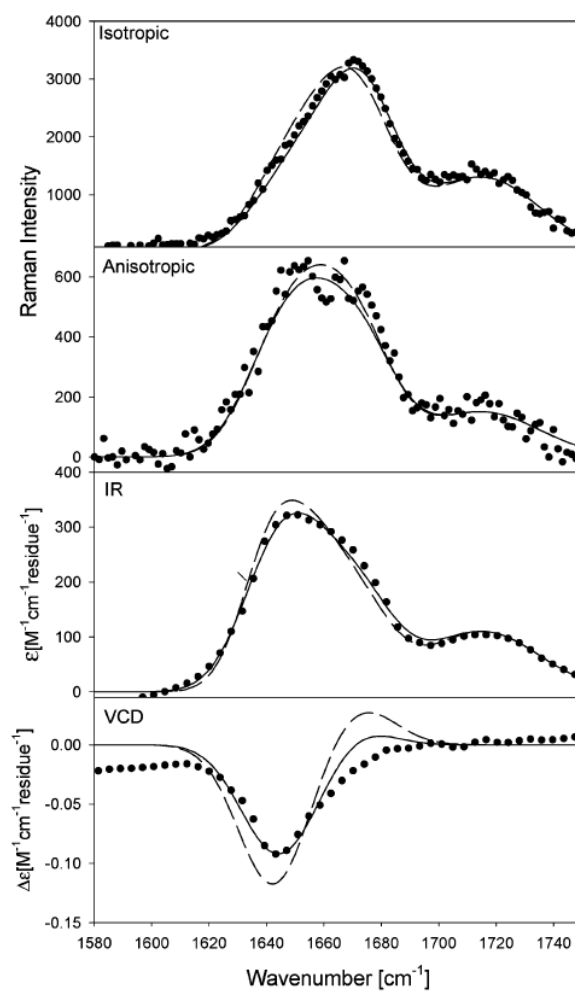 Isotropic
4000
3000
2000
1000
Raman Intensity
Anisotropic
600
400
200
0
IR
400
300
200
100
0
ε[M⁻¹cm⁻¹residue⁻¹]
VCD
0.00
-0.05
-0.10
-0.15
Δε[M⁻¹cm⁻¹residue⁻¹]
1580 1600 1620 1640 1660 1680 1700 1720 1740
Wavenumber [cm⁻¹]